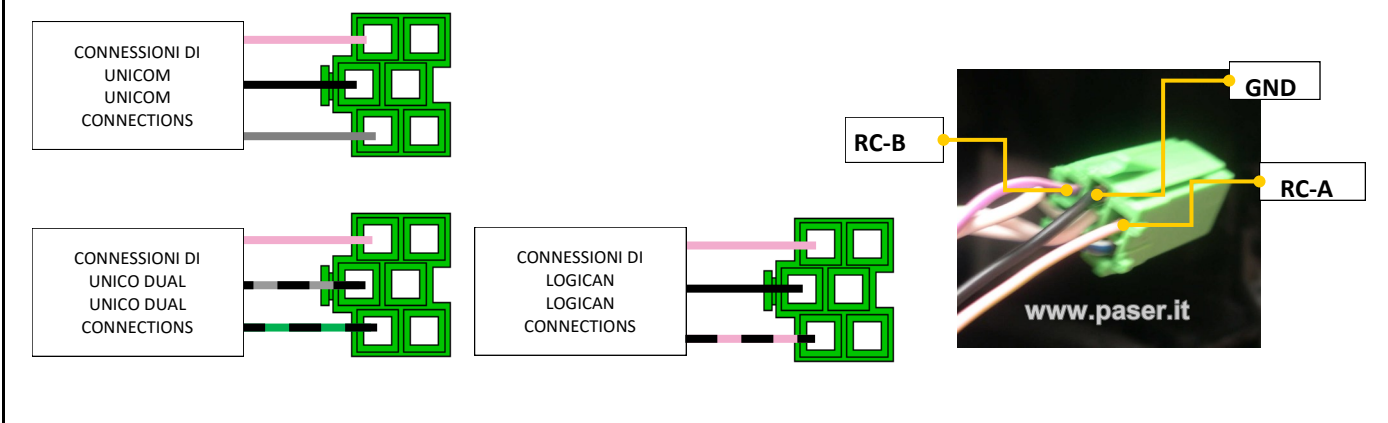 CONNESSIONI DI
UNICOM
UNICOM
CONNECTIONS
GND
RC-B
RC-A
www.paser.it
CONNESSIONI DI
UNICO DUAL
UNICO DUAL
CONNECTIONS
CONNESSIONI DI
LOGICAN
LOGICAN
CONNECTIONS